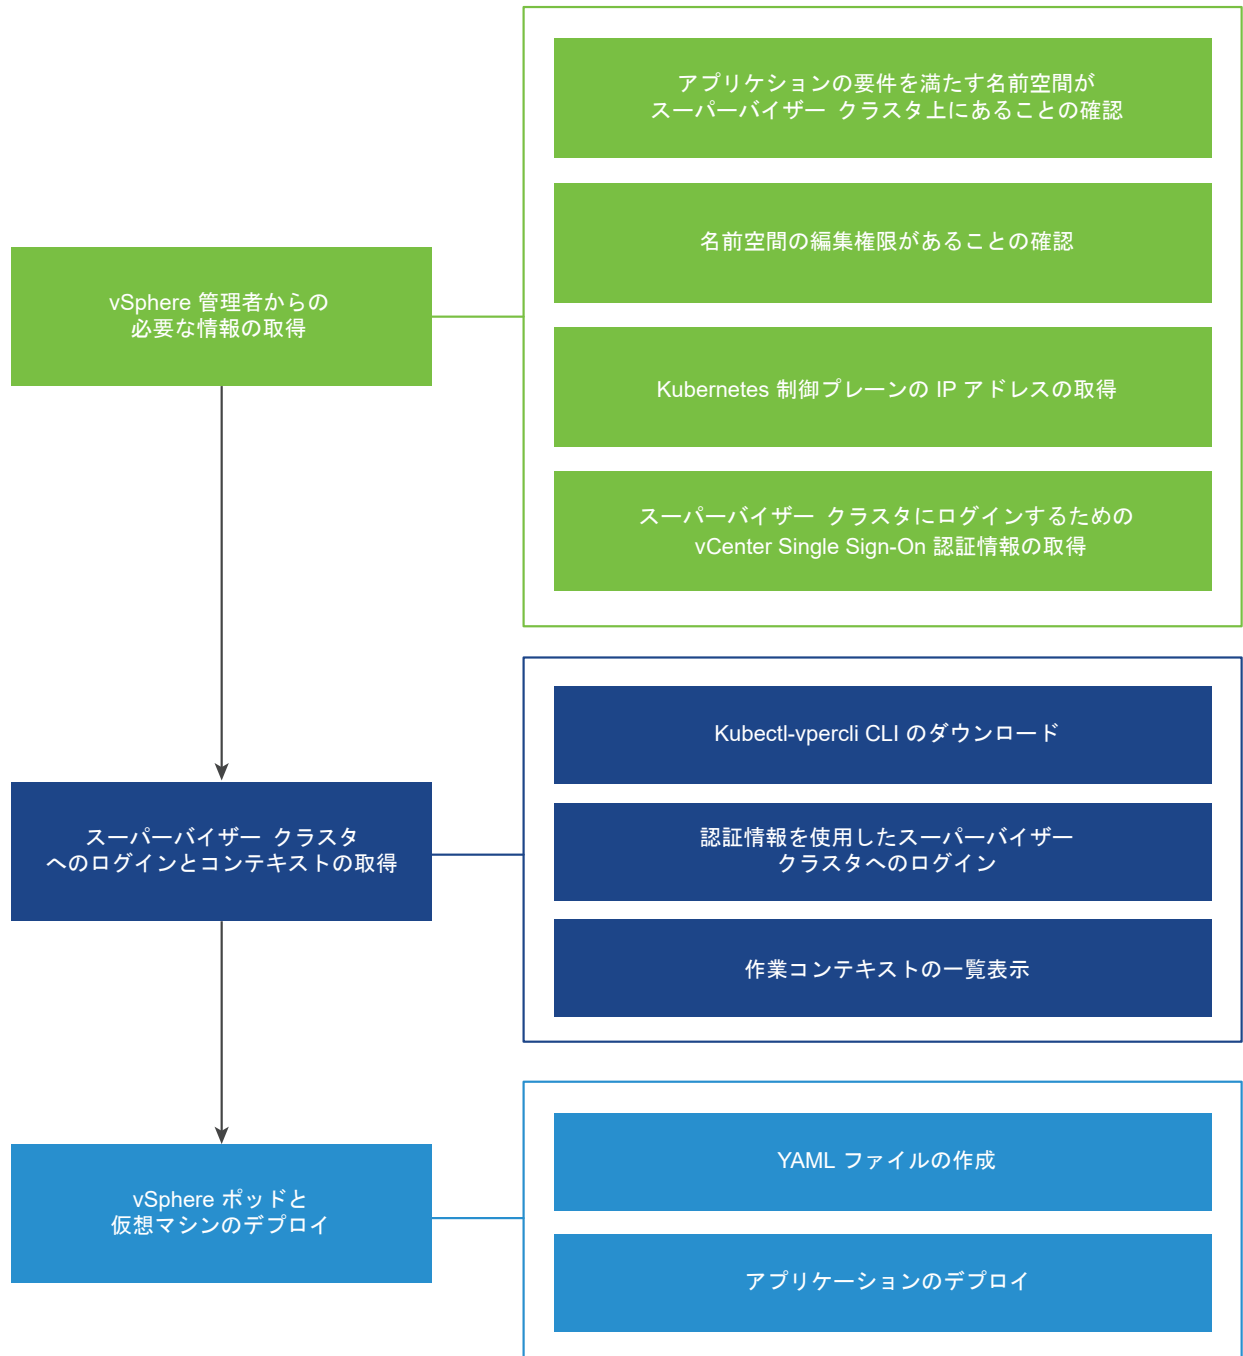 アプリケションの要件を満たす名前空間が
スーパーバイザー クラスタ上にあることの確認
名前空間の編集権限があることの確認
vSphere 管理者からの
必要な情報の取得
Kubernetes 制御プレーンの IP アドレスの取得
スーパーバイザー クラスタにログインするための
vCenter Single Sign-On 認証情報の取得
Kubectl-vpercli CLI のダウンロード
スーパーバイザー クラスタ
へのログインとコンテキストの取得
認証情報を使用したスーパーバイザー
クラスタへのログイン
作業コンテキストの一覧表示
vSphere ポッドと
仮想マシンのデプロイ
YAML ファイルの作成
アプリケーションのデプロイ